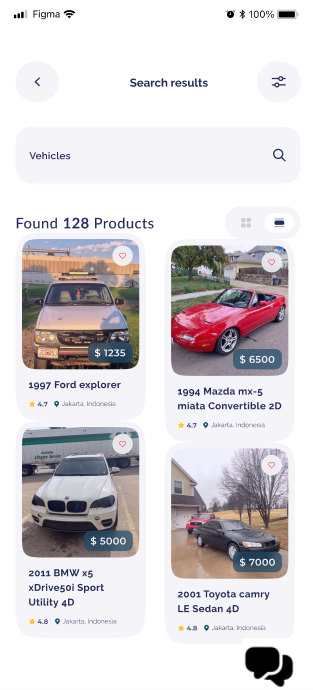 Figma
100%
Search results
Vehicles
Found 128 Products
$ 1235
1997 Ford explorer
4.7 Jakarta, Indonesia
$ 6500
1994 Mazda mx-5
miata Convertible 2D
4.7 Jakarta, Indonesia
$ 5000
2011 BMW x5
xDrive50i Sport
Utility 4D
4.8 Jakarta, Indonesia
$ 7000
2001 Toyota camry
LE Sedan 4D
4.8 Jakarta, Indonesia